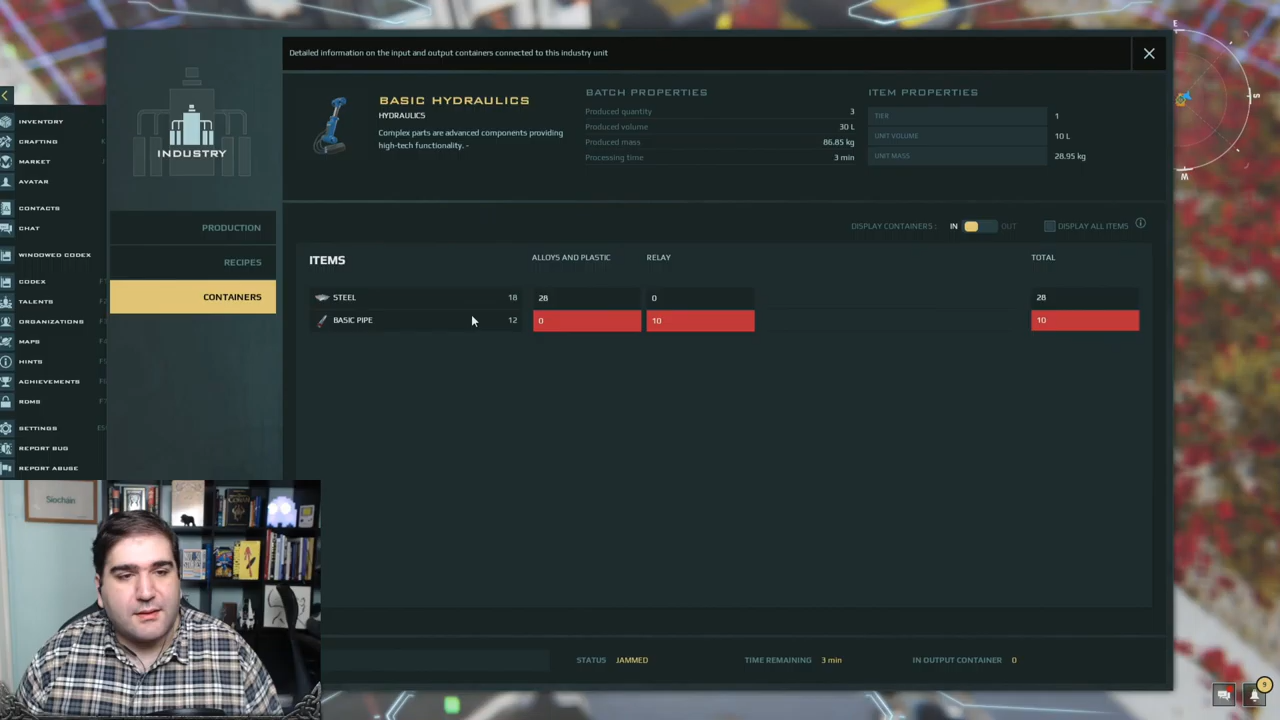 Detailed information on the input and output containers connected to this industry unit
INDUSTRY
BASIC HYDRAULICS
HYDRAULICS
Complex parts are advanced components providing
high-tech functionality. -
BATCH PROPERTIES
Produced quantity 3
Produced volume 30 L
Produced mass 86.85 kg
Processing time 3 min
ITEM PROPERTIES
TIER 1
UNIT VOLUME 10 L
UNIT MASS 28.95 kg
E
S
W
INVENTORY
CRAFTING
MARKET
AVATAR
CONTACTS
CHAT
WINDOWED CODEX
CODEX
TALENTS
ORGANIZATIONS
MAPS
HINTS
ACHIEVEMENTS
RDMS
SETTINGS
REPORT BUG
REPORT ABUSE
PRODUCTION
RECIPES
CONTAINERS
DISPLAY CONTAINERS : IN OUT DISPLAY ALL ITEMS
ITEMS ALLOYS AND PLASTIC RELAY TOTAL
STEEL 18 28 0 28
BASIC PIPE 12 0 10 10
STATUS JAMMED TIME REMAINING 3 min IN OUTPUT CONTAINER 0
Síocháin
9